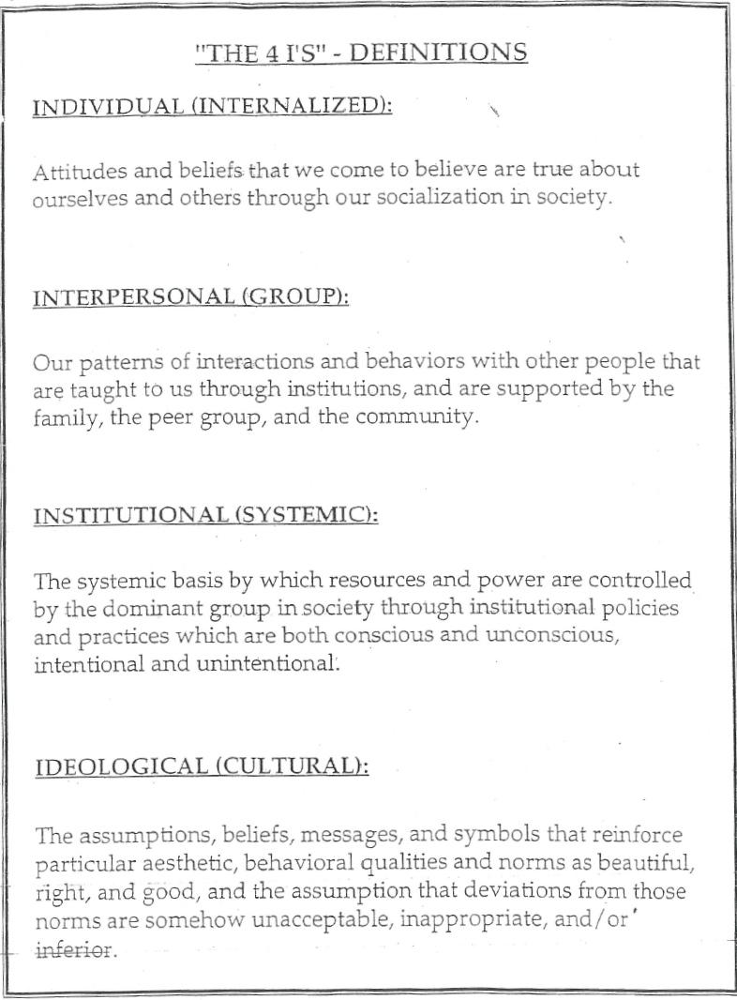 "THE 4 I'S" - DEFINITIONS
INDIVIDUAL (INTERNALIZED):
Attitudes and beliefs that we come to believe are true about
ourselves and others through our socialization in society.
INTERPERSONAL (GROUP):
Our patterns of interactions and behaviors with other people that
are taught to us through institutions, and are supported by the
family, the peer group, and the community.
INSTITUTIONAL (SYSTEMIC):
The systemic basis by which resources and power are controlled
by the dominant group in society through institutional policies
and practices which are both conscious and unconscious,
intentional and unintentional.
IDEOLOGICAL (CULTURAL):
The assumptions, beliefs, messages, and symbols that reinforce
particular aesthetic, behavioral qualities and norms as beautiful,
right, and good, and the assumption that deviations from those
norms are somehow unacceptable, inappropriate, and/or
inferior.